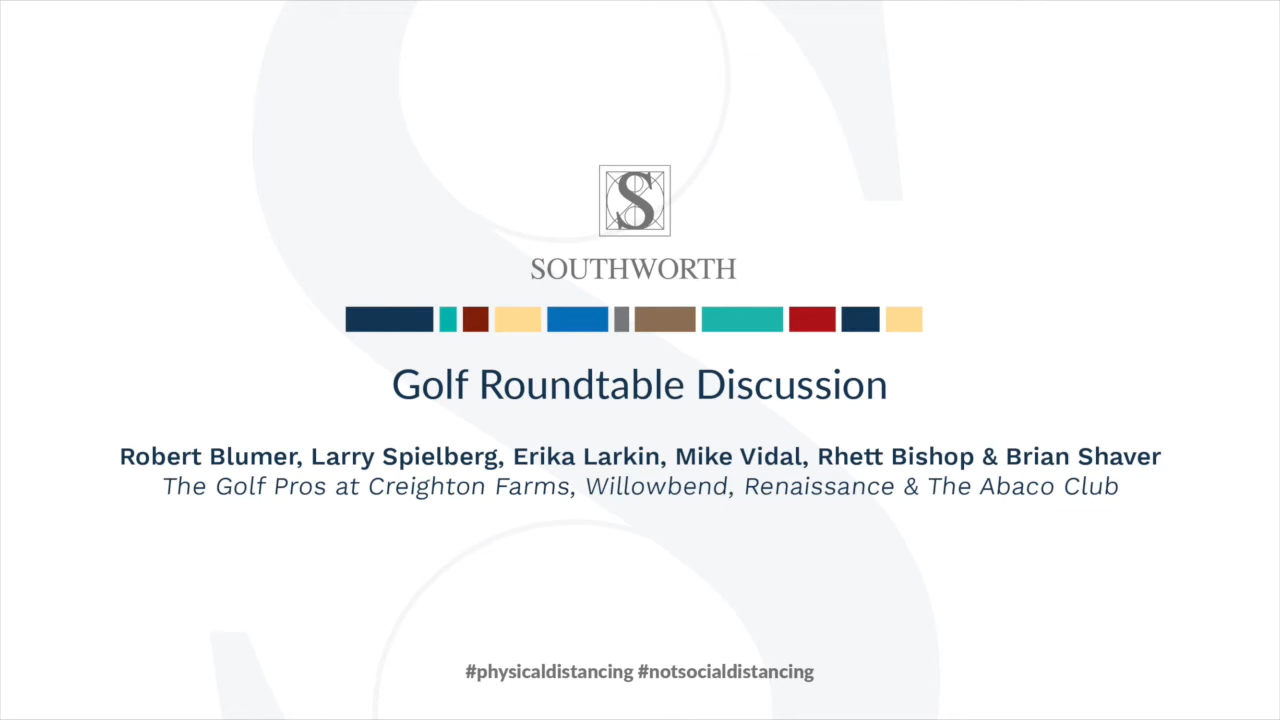 S
SOUTHWORTH
Golf Roundtable Discussion
Robert Blumer, Larry Spielberg, Erika Larkin, Mike Vidal, Rhett Bishop & Brian Shaver
The Golf Pros at Creighton Farms, Willowbend, Renaissance & The Abaco Club
#physicaldistancing #notsocialdistancing